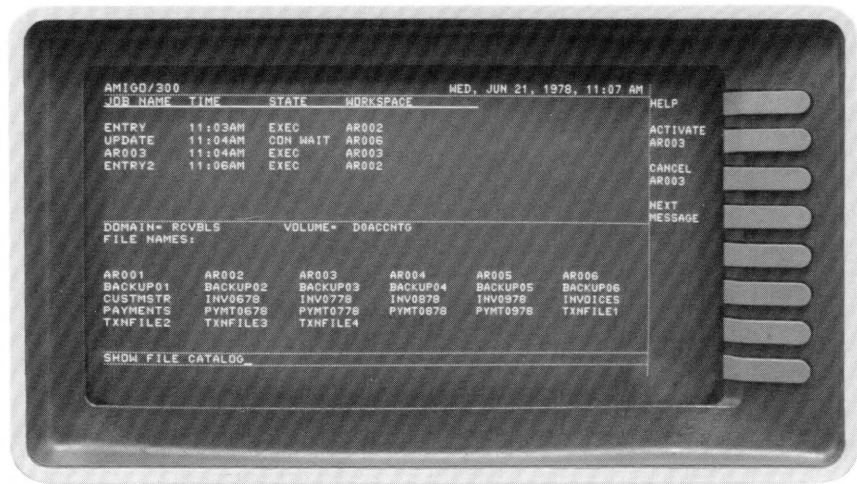 AMIGO/300 WED, JUN 21, 1978, 11:07 AM
JOB NAME TIME STATE WORKSPACE
ENTRY 11:03AM EXEC AR002
UPDATE 11:04AM CON WAIT AR006
AR003 11:04AM EXEC AR003
ENTRY2 11:06AM EXEC AR002
HELP
ACTIVATE
AR003
CANCEL
AR003
NEXT
MESSAGE
DOMAIN= RCVBLS VOLUME= DOACCNTG
FILE NAMES:
AR001 AR002 AR003 AR004 AR005 AR006
BACKUP01 BACKUP02 BACKUP03 BACKUP04 BACKUP05 BACKUP06
CUSTMSTR INV0678 INV0778 INV0878 INV0978 INVOICES
PAYMENTS PYMT0678 PYMT0778 PYMT0878 PYMT0978 TXNFILE1
TXNFILE2 TXNFILE3 TXNFILE4
SHOW FILE CATALOG_